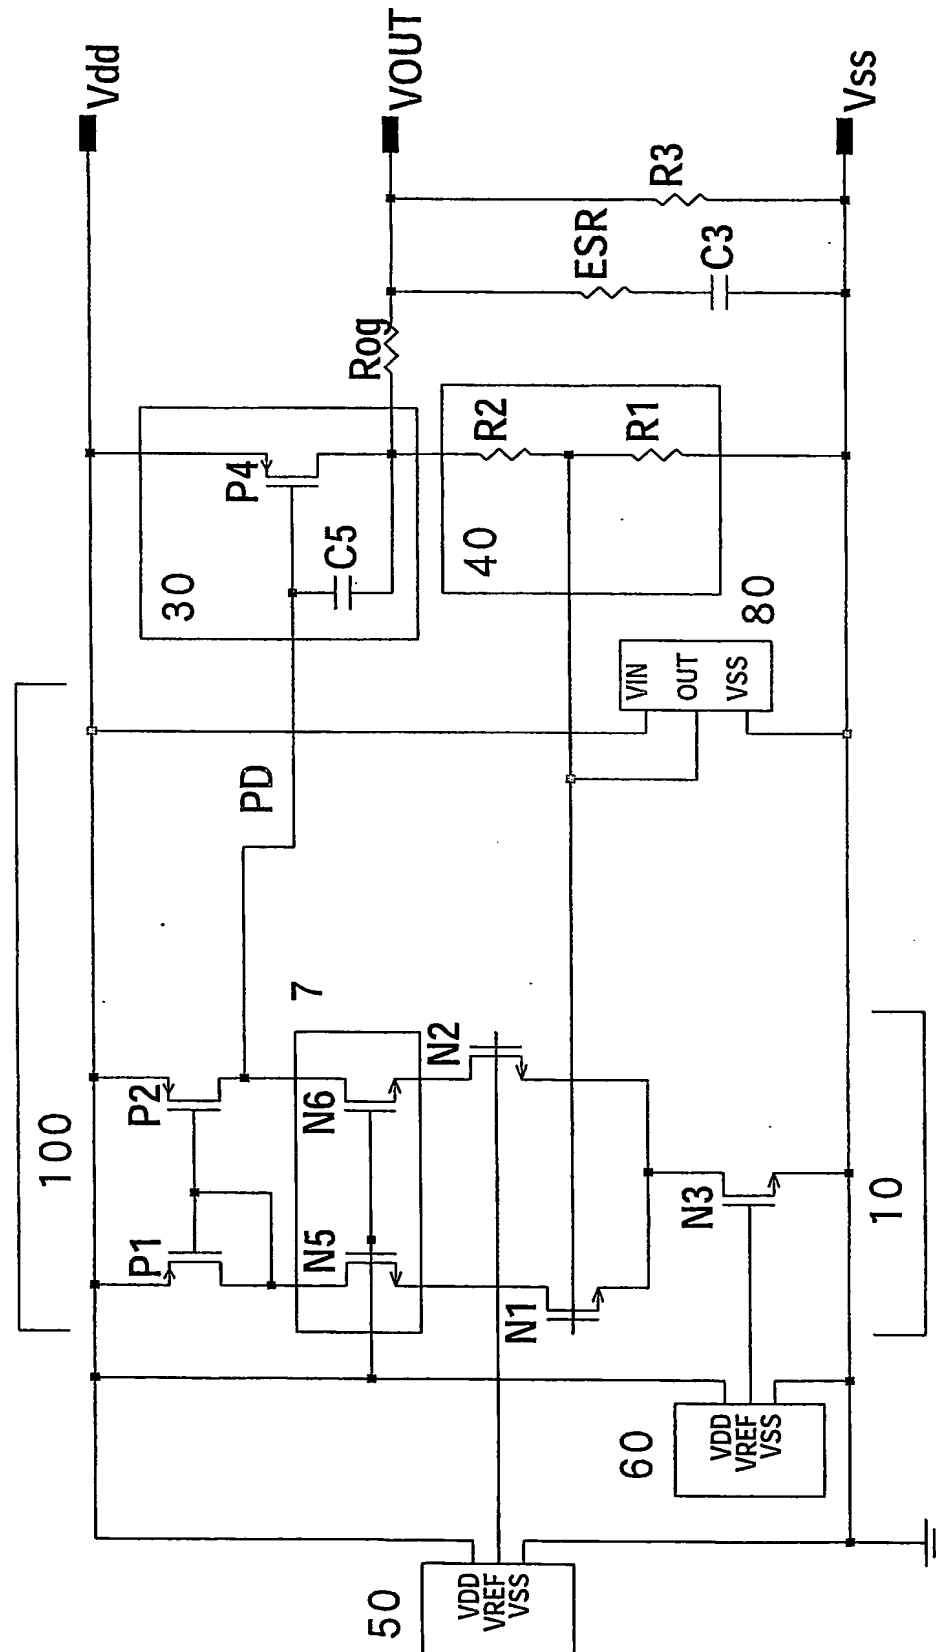 100
Vdd
P1
P2
30
P4
PD
7
C5
Rog
VOUT
N5
N6
50
VDD
VREF
VSS
N2
40
R2
ESR
N1
60
VDD
VREF
VSS
VIN
OUT
VSS
80
R1
R3
C3
N3
10
Vss